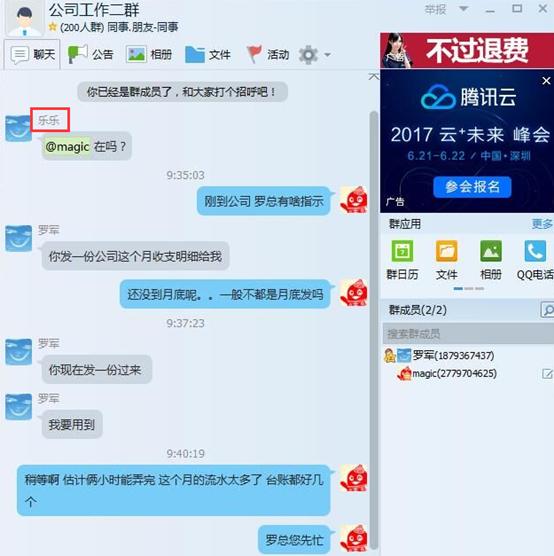 公司工作二群
(200人群) 同事.朋友-同事
举报
聊天
公告
相册
文件
活动
你已经是群成员了，和大家打个招呼吧！
乐乐
@magic 在吗？
9:35:03
刚到公司 罗总有啥指示
罗军
你发一份公司这个月收支明细给我
还没到月底呢。。一般不都是月底发吗
9:37:23
罗军
你现在发一份过来
罗军
我要用到
9:40:19
稍等啊 估计俩小时能弄完 这个月的流水太多了 台账都好几
个
罗总您先忙
不过退费
腾讯云
2017 云+未来 峰会
6.21-6.22 / 中国·深圳
参会报名
广告
群应用
更多
7
群日历
文件
相册
QQ电话
群成员(2/2)
搜索群成员
罗军(1879367437)
magic(2779704625)